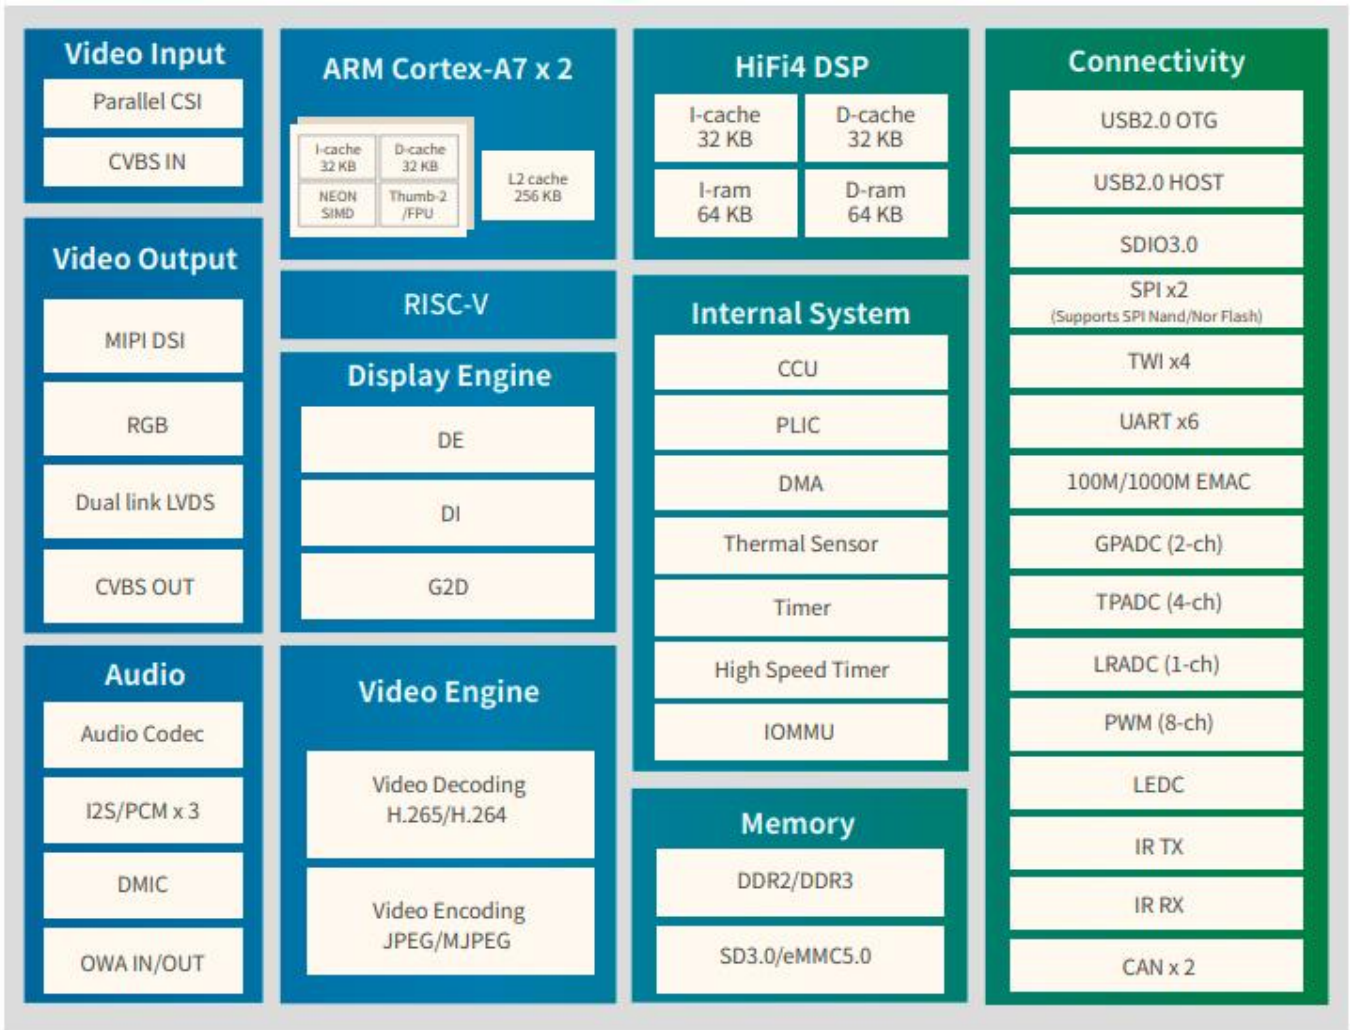 Video Input
Parallel CSI
CVBS IN
Video Output
MIPI DSI
RGB
Dual link LVDS
CVBS OUT
Audio
Audio Codec
I2S/PCM x 3
DMIC
OWA IN/OUT
ARM Cortex-A7 x 2
I-cache
32 KB
D-cache
32 KB
NEON
SIMD
Thumb-2
/FPU
L2 cache
256 KB
RISC-V
Display Engine
DE
DI
G2D
Video Engine
Video Decoding
H.265/H.264
Video Encoding
JPEG/MJPEG
HiFi4 DSP
I-cache
32 KB
D-cache
32 KB
I-ram
64 KB
D-ram
64 KB
Internal System
CCU
PLIC
DMA
Thermal Sensor
Timer
High Speed Timer
IOMMU
Memory
DDR2/DDR3
SD3.0/eMMC5.0
Connectivity
USB2.0 OTG
USB2.0 HOST
SDIO3.0
SPI x2
(Supports SPI Nand/Nor Flash)
TWI x4
UART x6
100M/1000M EMAC
GPADC (2-ch)
TPADC (4-ch)
LRADC (1-ch)
PWM (8-ch)
LEDC
IR TX
IR RX
CAN x 2